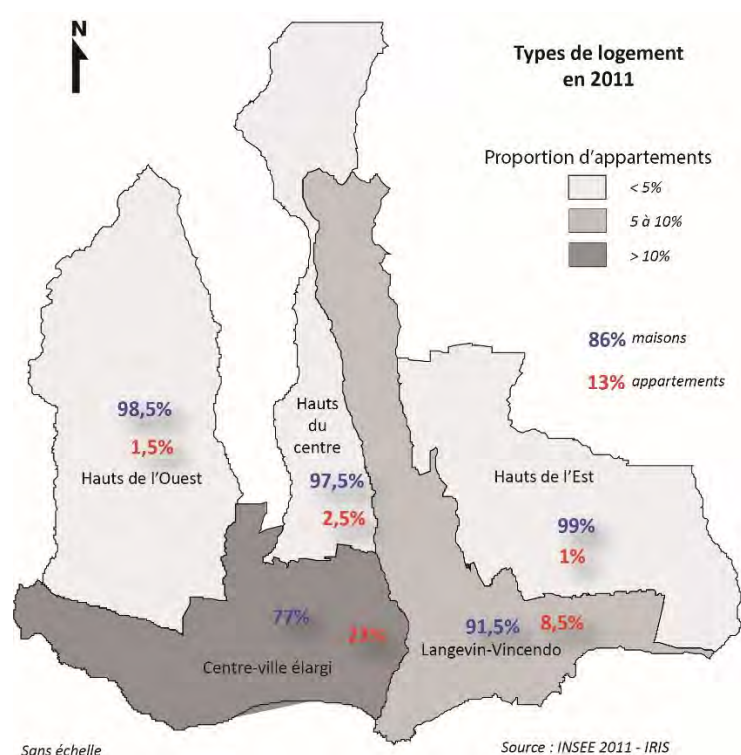 N
Types de logement
en 2011
Proportion d'appartements
< 5%
5 à 10%
> 10%
86% maisons
13% appartements
98,5%
1,5%
Hauts de l'Ouest
Hauts
du
centre
97,5%
2,5%
Hauts de l'Est
99%
1%
77%
23%
Centre-ville élargi
91,5%
8,5%
Langevin-Vincendo
Sans échelle
Source : INSEE 2011 - IRIS